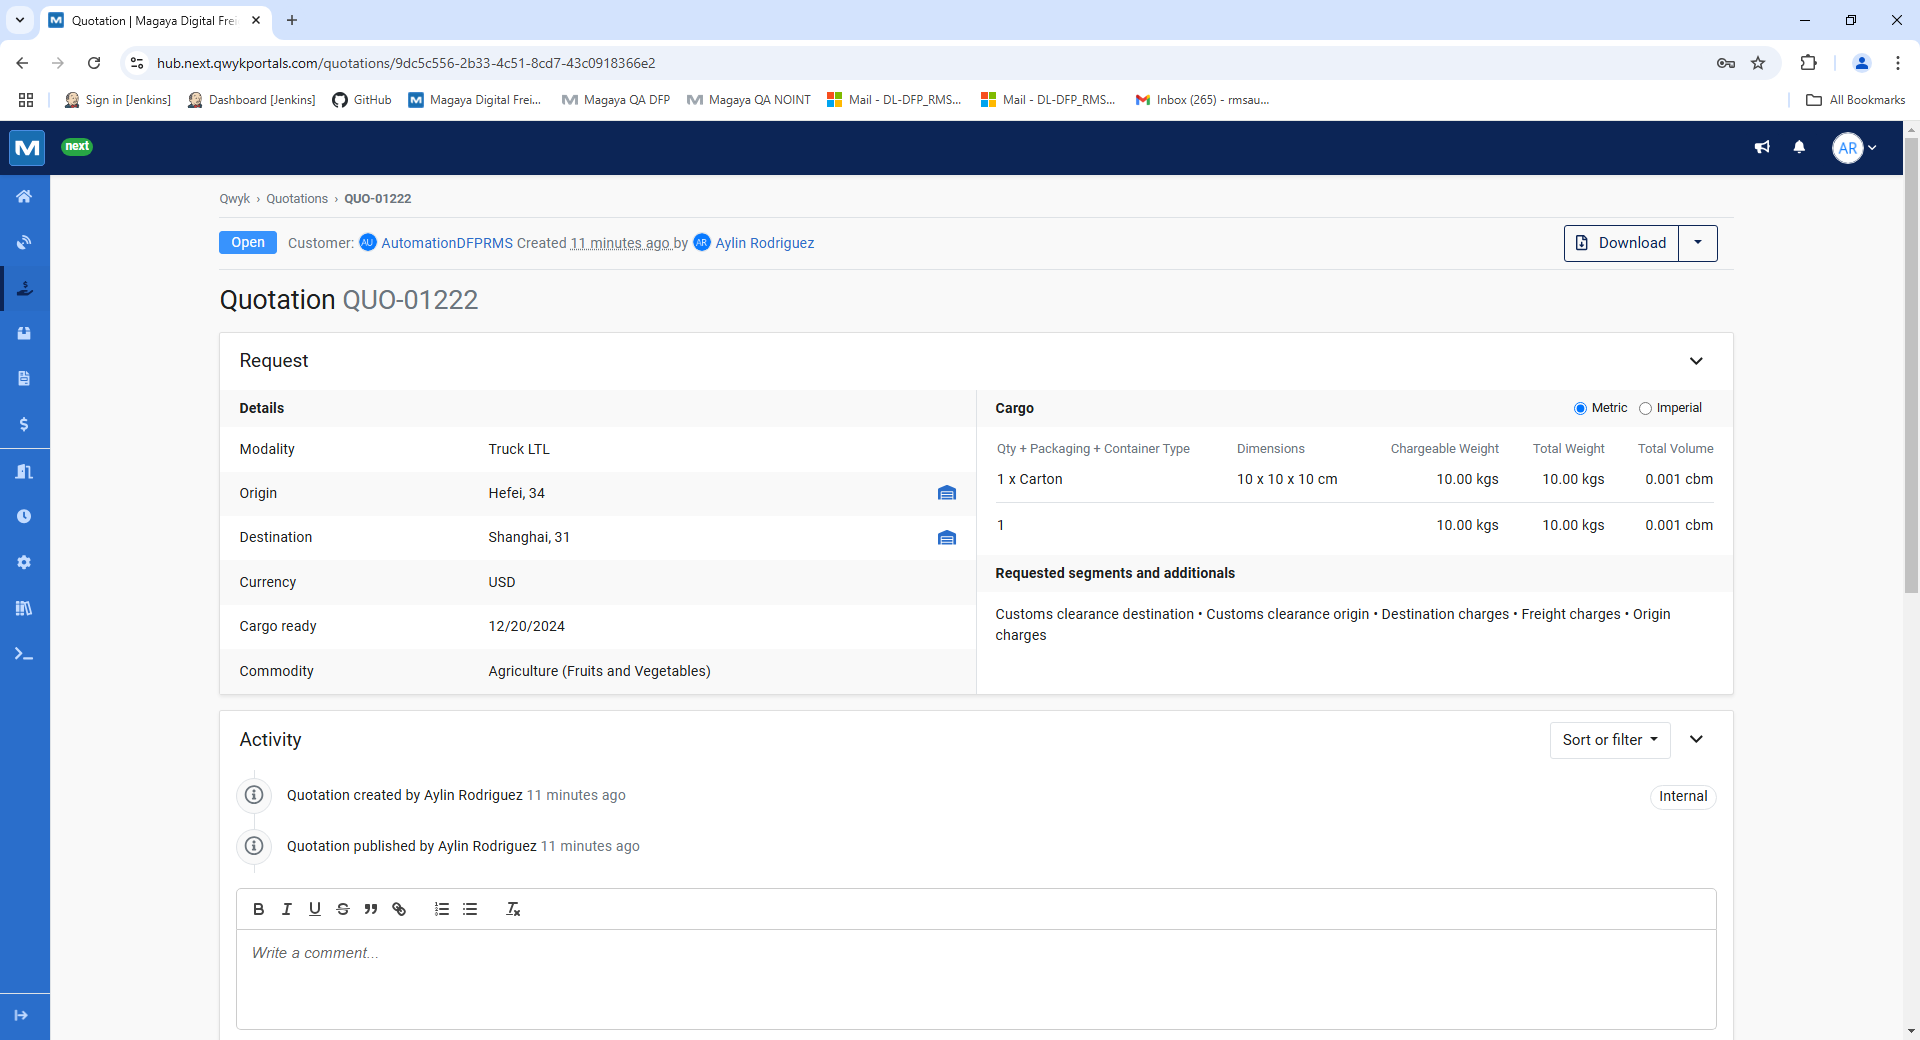 Quotation | Magaya Digital Frei
hub.next.qwykportals.com/quotations/9dc5c556-2b33-4c51-8cd7-43c0918366e2
Sign in [Jenkins]
Dashboard [Jenkins]
GitHub
Magaya Digital Frei...
Magaya QA DFP
Magaya QA NOINT
Mail - DL-DFP_RMS...
Mail - DL-DFP_RMS...
Inbox (265) - rmsau...
All Bookmarks
next
AR
Qwyk › Quotations › QUO-01222
Open Customer: AU AutomationDFPRMS Created 11 minutes ago by AR Aylin Rodriguez
Download
Quotation QUO-01222
Request
Details
Modality Truck LTL
Origin Hefei, 34
Destination Shanghai, 31
Currency USD
Cargo ready 12/20/2024
Commodity Agriculture (Fruits and Vegetables)
Cargo Metric Imperial
Qty + Packaging + Container Type Dimensions Chargeable Weight Total Weight Total Volume
1 x Carton 10 x 10 x 10 cm 10.00 kgs 10.00 kgs 0.001 cbm
1 10.00 kgs 10.00 kgs 0.001 cbm
Requested segments and additionals
Customs clearance destination • Customs clearance origin • Destination charges • Freight charges • Origin
charges
Activity
Sort or filter
Quotation created by Aylin Rodriguez 11 minutes ago
Internal
Quotation published by Aylin Rodriguez 11 minutes ago
Write a comment...